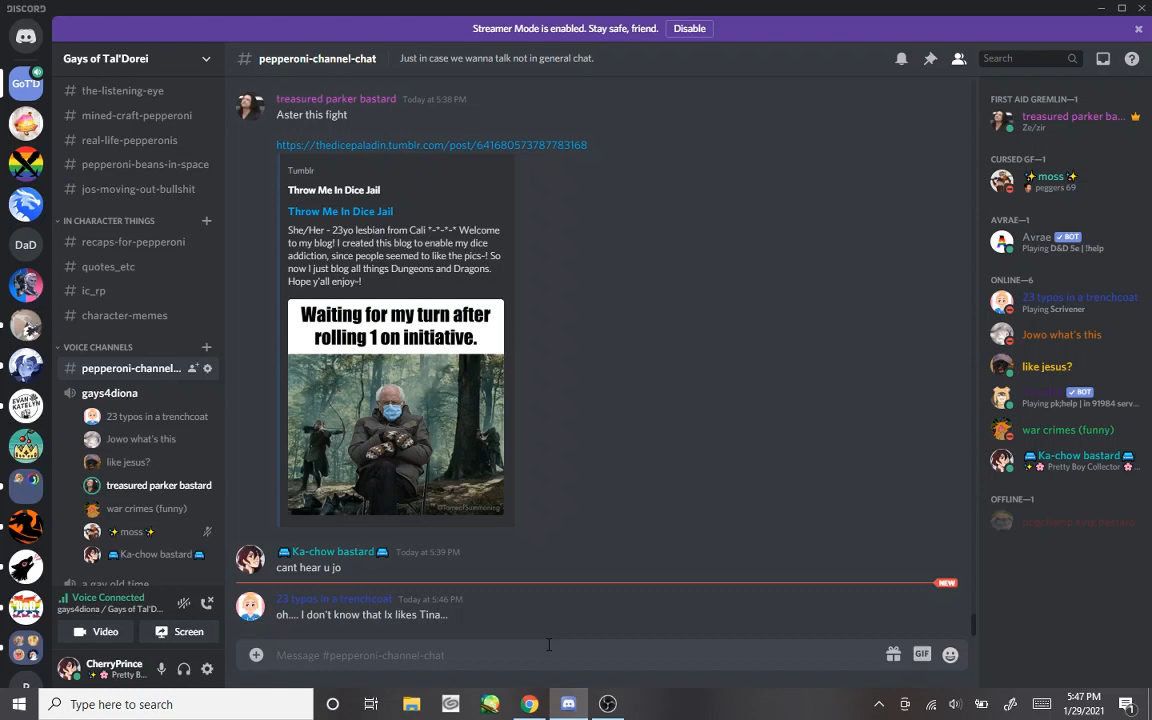 DISCORD
Streamer Mode is enabled. Stay safe, friend.
Disable
GoT'D
DaD
EVAN
KATELYN
Gays of Tal'Dorei
the-listening-eye
mined-craft-pepperoni
real-life-pepperonis
pepperoni-beans-in-space
jos-moving-out-bullshit
IN CHARACTER THINGS
recaps-for-pepperoni
quotes_etc
ic_rp
character-memes
VOICE CHANNELS
pepperoni-channel...
gays4diona
23 typos in a trenchcoat
Jowo what's this
like jesus?
treasured parker bastard
war crimes (funny)
moss
Ka-chow bastard
a gay old time
Voice Connected
gays4diona / Gays of Tal'D...
Video
Screen
CherryPrince
Pretty B...
# pepperoni-channel-chat
Just in case we wanna talk not in general chat.
Search
treasured parker bastard Today at 5:38 PM
Aster this fight
https://thedicepaladin.tumblr.com/post/641680573787783168
Tumblr
Throw Me In Dice Jail
Throw Me In Dice Jail
She/Her - 23yo lesbian from Cali *-*-*-* Welcome
to my blog! I created this blog to enable my dice
addiction, since people seemed to like the pics-! So
now I just blog all things Dungeons and Dragons.
Hope y'all enjoy-!
Waiting for my turn after
rolling 1 on initiative.
Ka-chow bastard Today at 5:39 PM
cant hear u jo
NEW
23 typos in a trenchcoat Today at 5:46 PM
oh.... I don't know that Ix likes Tina...
Message #pepperoni-channel-chat
GIF
FIRST AID GREMLIN—1
treasured parker ba...
Ze/zir
CURSED GF—1
moss
peggers 69
AVRAE—1
Avrae ✓ BOT
Playing D&D 5e | !help
ONLINE—6
23 typos in a trenchcoat
Playing Scrivener
Jowo what's this
like jesus?
✓ BOT
Playing pk;help | in 91984 serv...
war crimes (funny)
Ka-chow bastard
Pretty Boy Collector
OFFLINE—1
Type here to search
5:47 PM
1/29/2021